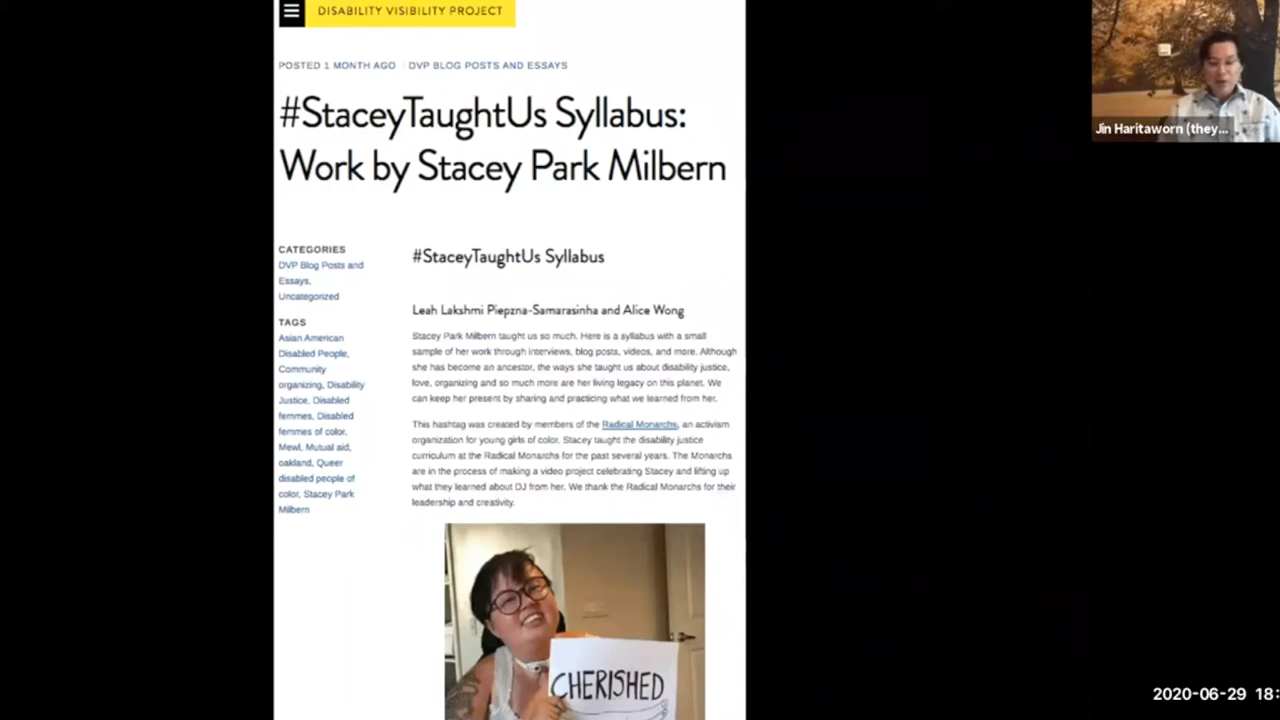 DISABILITY VISIBILITY PROJECT
POSTED 1 MONTH AGO DVP BLOG POSTS AND ESSAYS
#StaceyTaughtUs Syllabus:
Work by Stacey Park Milbern
CATEGORIES
DVP Blog Posts and
Essays,
Uncategorized
TAGS
Asian American
Disabled People,
Community
organizing, Disability
Justice, Disabled
femmes, Disabled
femmes of color,
Mewl, Mutual aid,
oakland, Queer
disabled people of
color, Stacey Park
Milbern
#StaceyTaughtUs Syllabus
Leah Lakshmi Piepzna-Samarasinha and Alice Wong
Stacey Park Milbern taught us so much. Here is a syllabus with a small
sample of her work through interviews, blog posts, videos, and more. Although
she has become an ancestor, the ways she taught us about disability justice,
love, organizing and so much more are her living legacy on this planet. We
can keep her present by sharing and practicing what we learned from her.
This hashtag was created by members of the Radical Monarchs, an activism
organization for young girls of color. Stacey taught the disability justice
curriculum at the Radical Monarchs for the past several years. The Monarchs
are in the process of making a video project celebrating Stacey and lifting up
what they learned about DJ from her. We thank the Radical Monarchs for their
leadership and creativity.
CHERISHED
Jin Haritaworn (they...
2020-06-29 18: